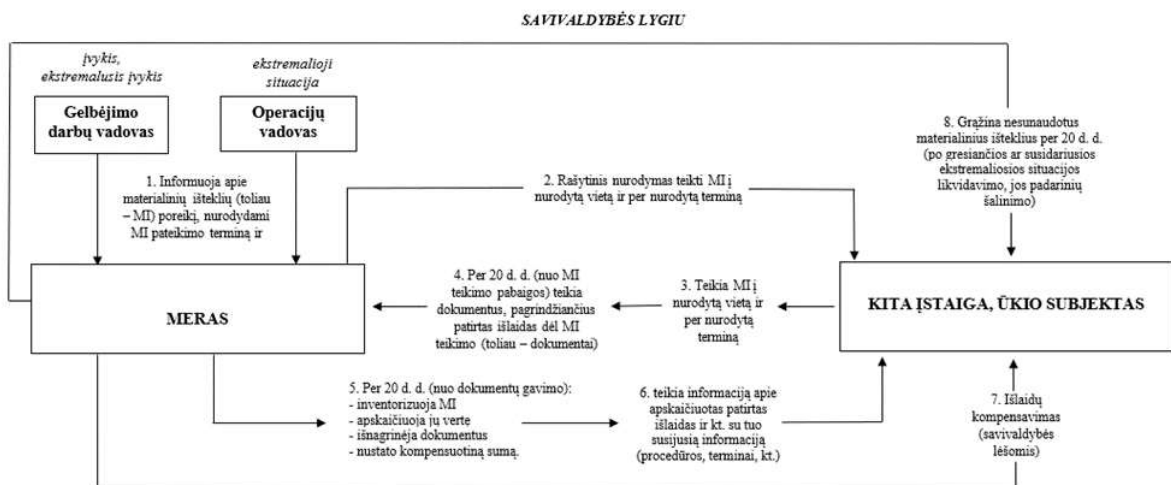 SAVIVALDYBĖS LYGIU
įvykis,
ekstremalusis įvykis
ekstremalioji
situacija
Gelbėjimo
darbų vadovas
Operacijų
vadovas
1. Informuoja apie
materialinių išteklių (toliau
– MI) poreikį, nurodydami
MI pateikimo terminą ir
2. Rašytinis nurodymas teikti MI į
nurodytą vietą ir per nurodytą terminą
8. Grąžina nesunaudotus
materialinius išteklius per 20 d. d.
(po gresiančios ar susidariusios
ekstremaliosios situacijos
likvidavimo, jos padarinių
šalinimo)
MERAS
4. Per 20 d. d. (nuo MI
teikimo pabaigos) teikia
dokumentus, pagrindžiančius
patirtas išlaidas dėl MI
teikimo (toliau – dokumentai)
3. Teikia MI į
nurodytą vietą ir
per nurodytą
terminą
KITA ĮSTAIGA, ŪKIO SUBJEKTAS
5. Per 20 d. d. (nuo dokumentų gavimo):
- inventorizuoja MI
- apskaičiuoja jų vertę
- išnagrinėja dokumentus
- nustato kompensuotiną sumą.
6. teikia informaciją apie
apskaičiuotas patirtas
išlaidas ir kt. su tuo
susijusią informaciją
(procedūros, terminai, kt.)
7. Išlaidų
kompensavimas
(savivaldybės
lėšomis)